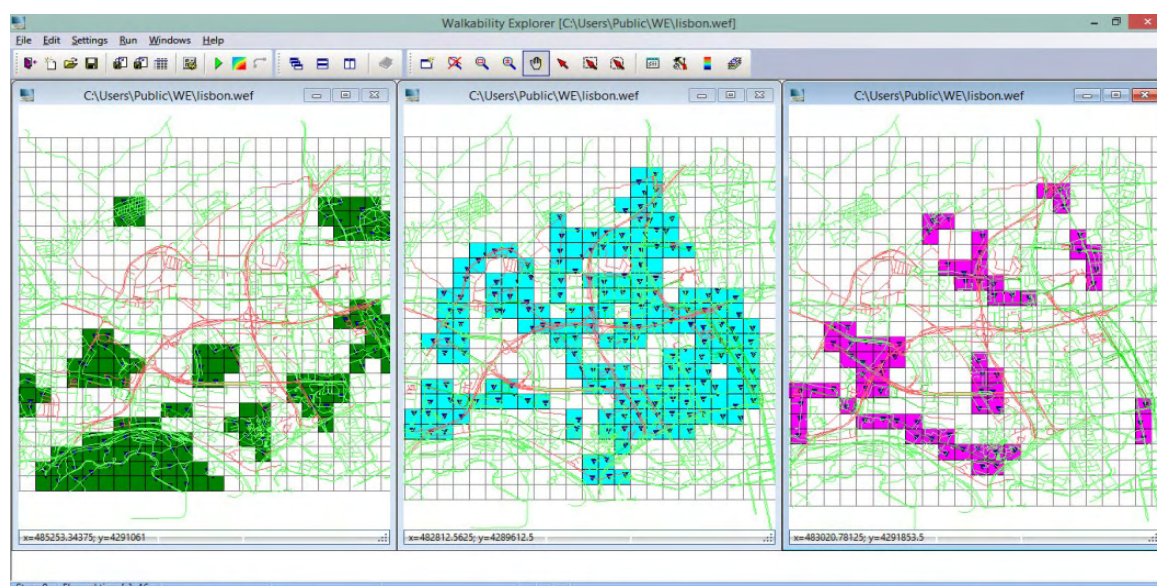 Walkability Explorer [C:\Users\Public\WE\lisbon.wef]
File Edit Settings Run Windows Help
C:\Users\Public\WE\lisbon.wef
C:\Users\Public\WE\lisbon.wef
C:\Users\Public\WE\lisbon.wef
x=485253.34375; y=4291061
x=482812.5625; y=4289612.5
x=483020.78125; y=4291853.5